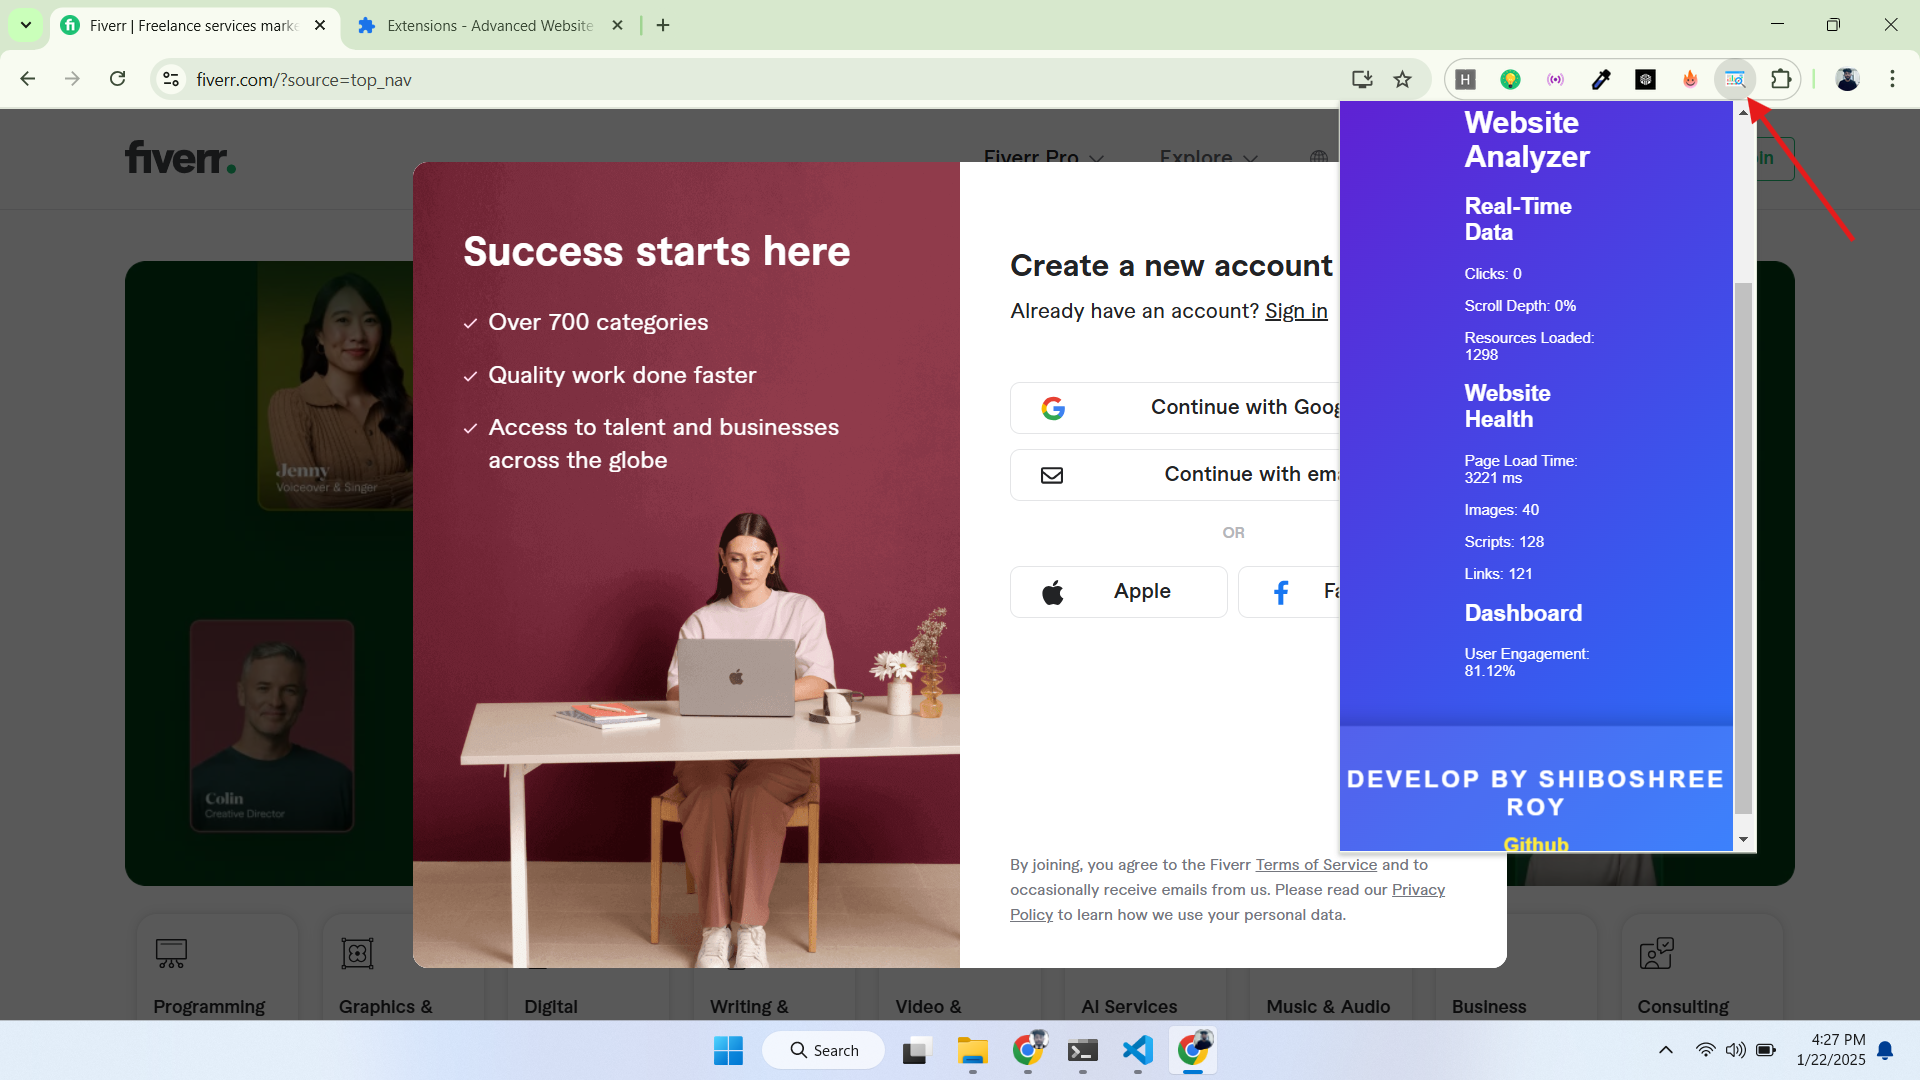 Fiverr | Freelance services marke
Extensions - Advanced Website
fiverr.com/?source=top_nav
H
fiverr.
Fiverr Pro
Explore
In
Success starts here
Over 700 categories
Quality work done faster
Access to talent and businesses
across the globe
Jenny
Voiceover & Singer
Colin
Creative Director
Create a new account
Already have an account? Sign in
Continue with Goog
Continue with ema
OR
Apple
Fa
By joining, you agree to the Fiverr Terms of Service and to
occasionally receive emails from us. Please read our Privacy
Policy to learn how we use your personal data.
Website
Analyzer
Real-Time
Data
Clicks: 0
Scroll Depth: 0%
Resources Loaded:
1298
Website
Health
Page Load Time:
3221 ms
Images: 40
Scripts: 128
Links: 121
Dashboard
User Engagement:
81.12%
DEVELOP BY SHIBOSHREE
ROY
Github
Programming
Graphics &
Digital
Writing &
Video &
AI Services
Music & Audio
Business
Consulting
Search
4:27 PM
1/22/2025